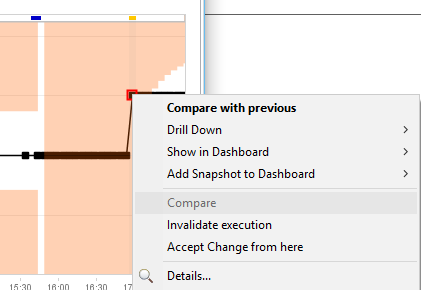 Compare with previous
Drill Down
Show in Dashboard
Add Snapshot to Dashboard
Compare
Invalidate execution
Accept Change from here
Details...
15:30 16:00 16:30